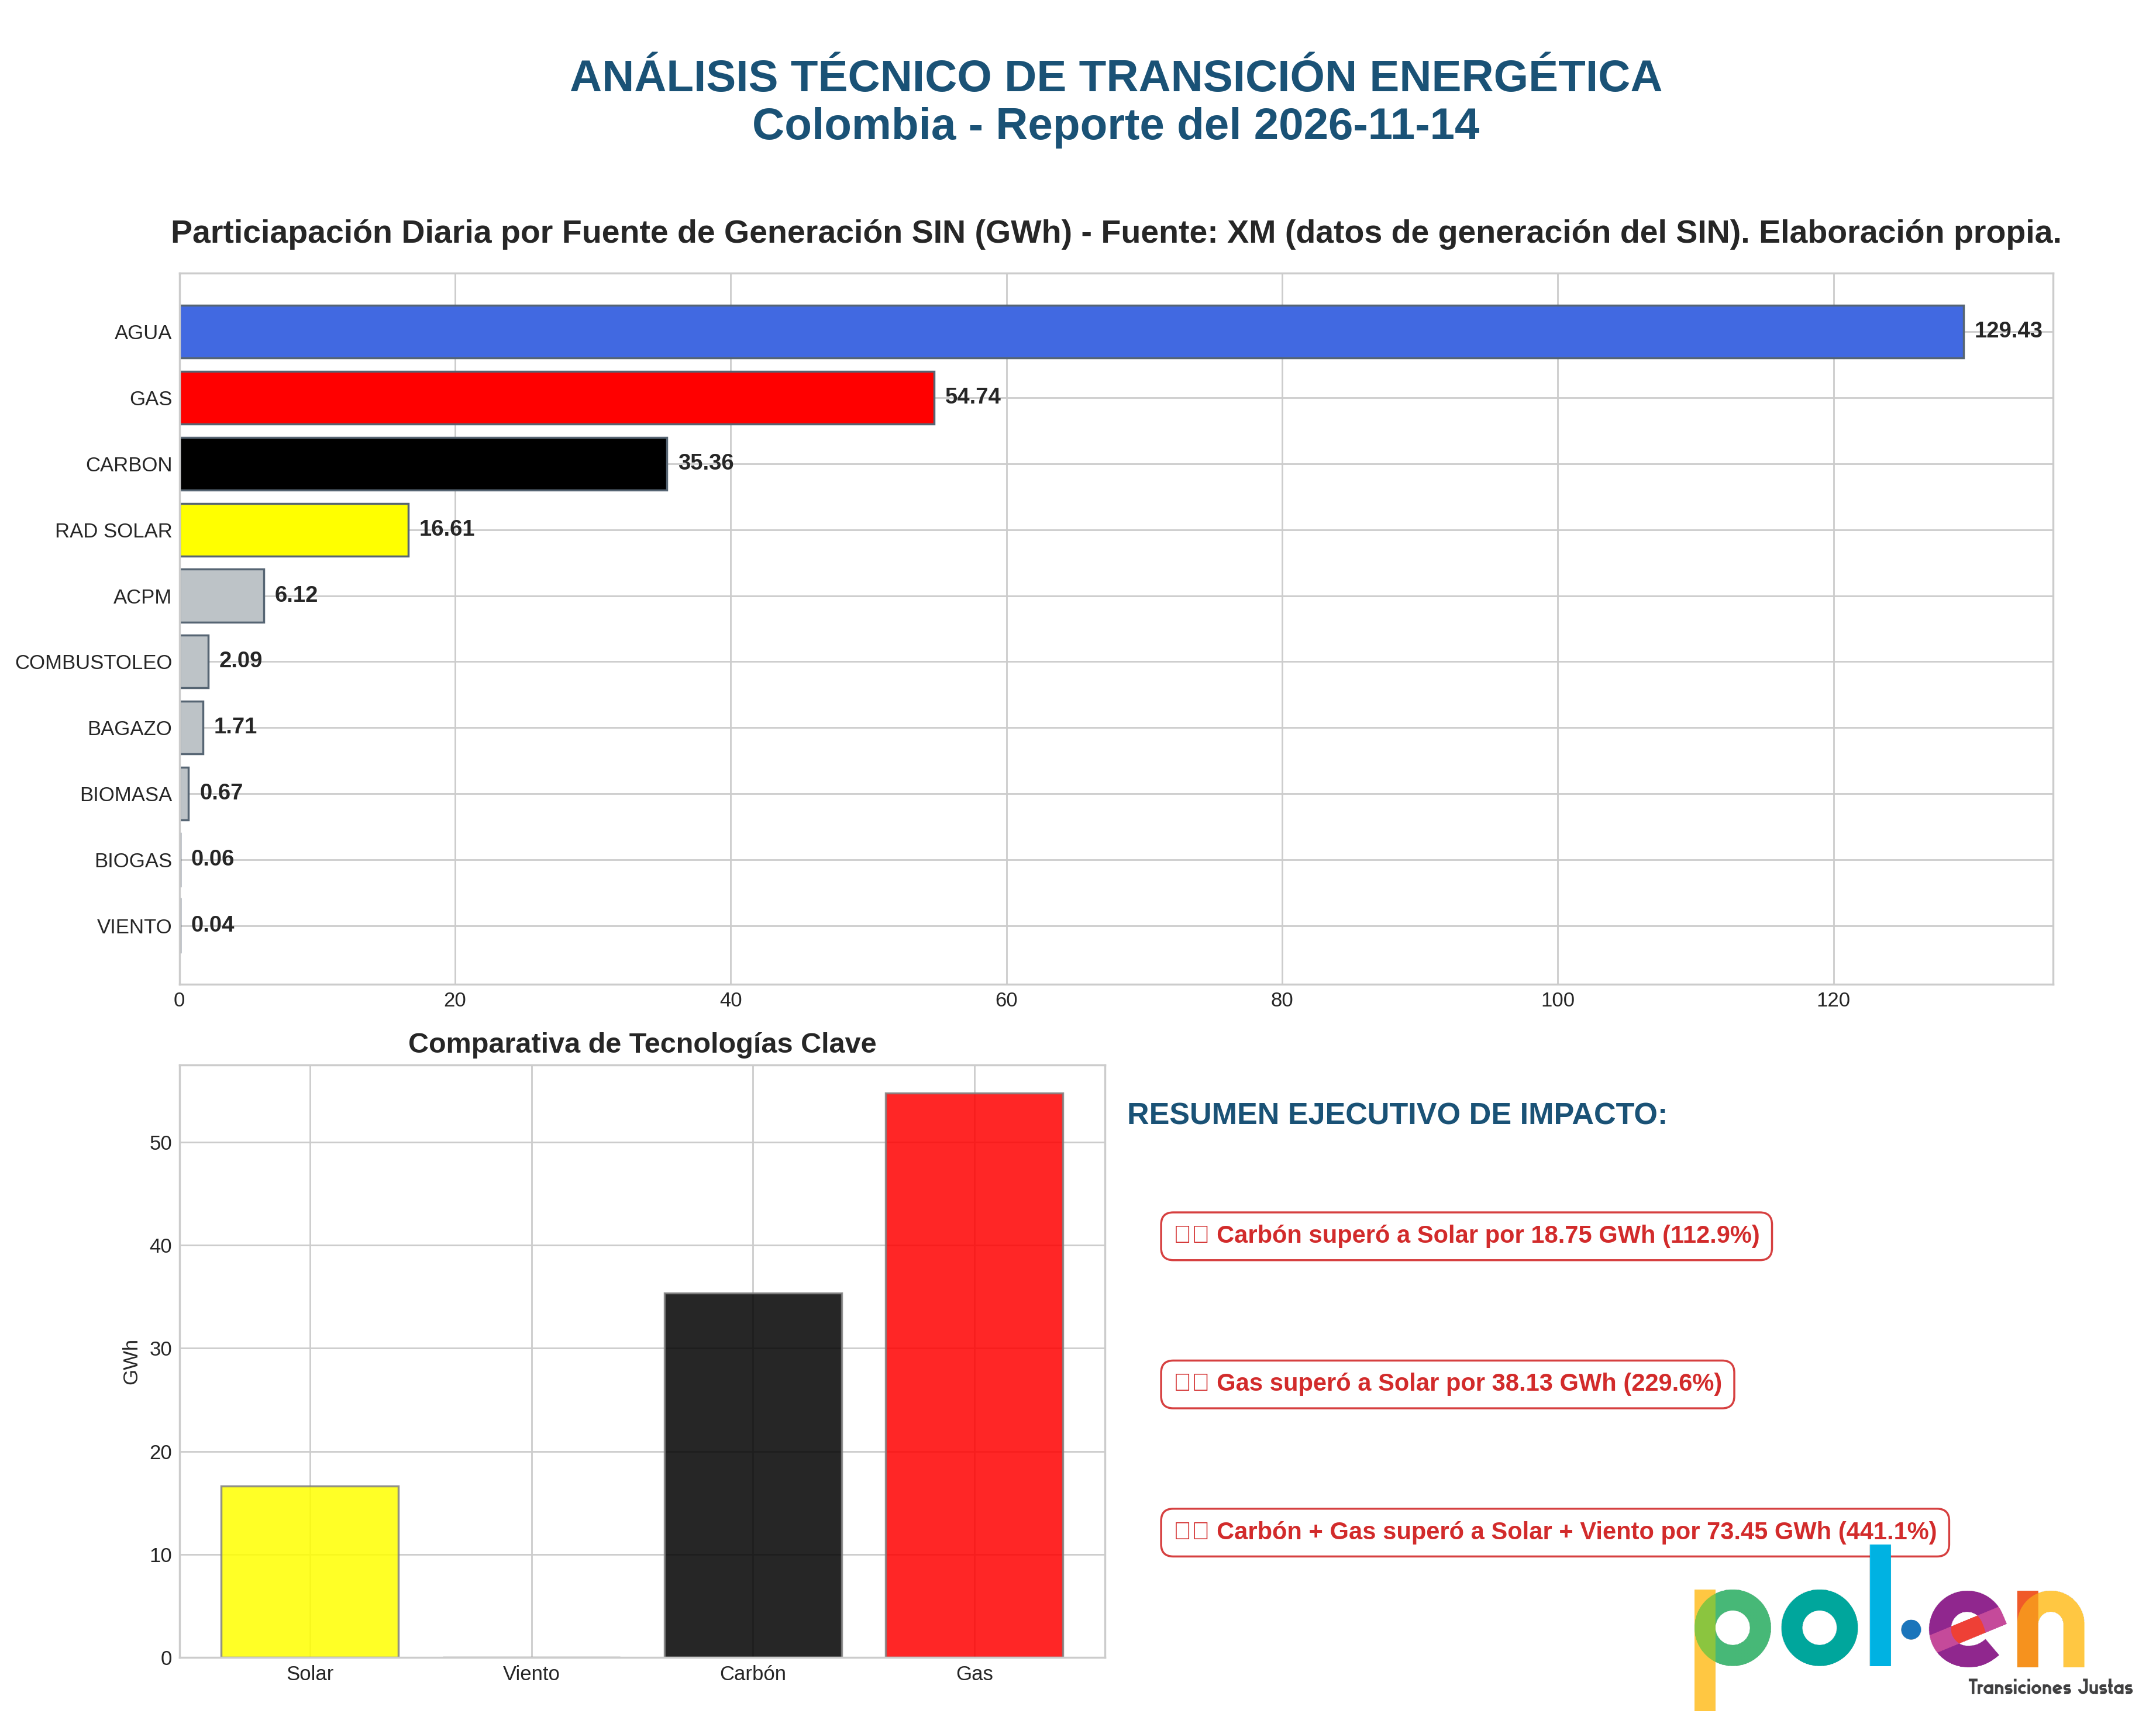 ANÁLISIS TÉCNICO DE TRANSICIÓN ENERGÉTICA
Colombia - Reporte del 2026-11-14
Particiapación Diaria por Fuente de Generación SIN (GWh) - Fuente: XM (datos de generación del SIN). Elaboración propia.
AGUA 129.43
GAS 54.74
CARBON 35.36
RAD SOLAR 16.61
ACPM 6.12
COMBUSTOLEO 2.09
BAGAZO 1.71
BIOMASA 0.67
BIOGAS 0.06
VIENTO 0.04
0 20 40 60 80 100 120
Comparativa de Tecnologías Clave
GWh
50
40
30
20
10
0
Solar Viento Carbón Gas
RESUMEN EJECUTIVO DE IMPACTO:
Carbón superó a Solar por 18.75 GWh (112.9%)
Gas superó a Solar por 38.13 GWh (229.6%)
Carbón + Gas superó a Solar + Viento por 73.45 GWh (441.1%)
pol·en
Transiciones Justas